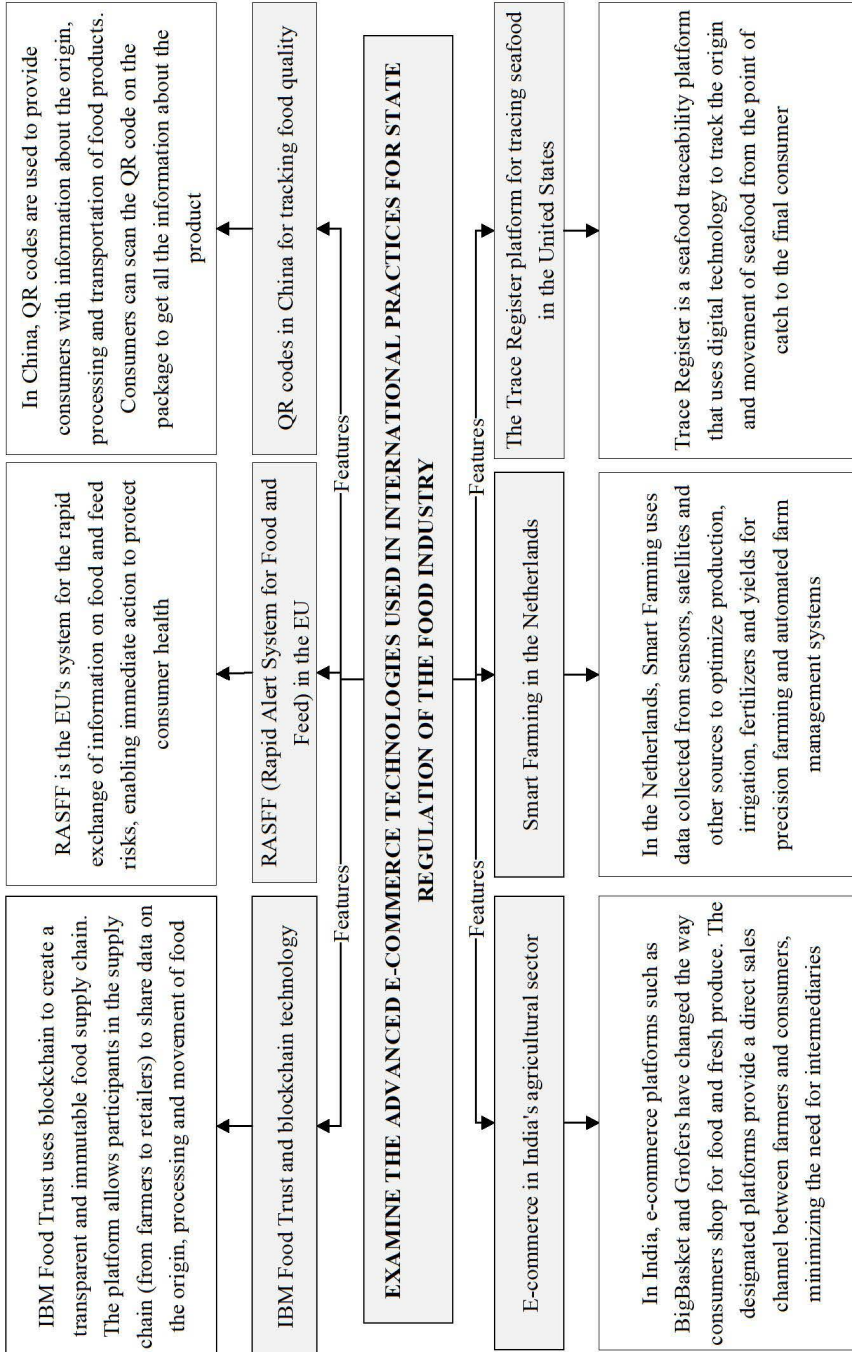 IBM Food Trust uses blockchain to create a
transparent and immutable food supply chain.
The platform allows participants in the supply
chain (from farmers to retailers) to share data on
the origin, processing and movement of food
RASFF is the EU's system for the rapid
exchange of information on food and feed
risks, enabling immediate action to protect
consumer health
In China, QR codes are used to provide
consumers with information about the origin,
processing and transportation of food products.
Consumers can scan the QR code on the
package to get all the information about the
product
IBM Food Trust and blockchain technology
RASFF (Rapid Alert System for Food and
Feed) in the EU
QR codes in China for tracking food quality
Features
Features
EXAMINE THE ADVANCED E-COMMERCE TECHNOLOGIES USED IN INTERNATIONAL PRACTICES FOR STATE
REGULATION OF THE FOOD INDUSTRY
Features
Features
E-commerce in India's agricultural sector
Smart Farming in the Netherlands
The Trace Register platform for tracing seafood
in the United States
In India, e-commerce platforms such as
BigBasket and Grofers have changed the way
consumers shop for food and fresh produce. The
designated platforms provide a direct sales
channel between farmers and consumers,
minimizing the need for intermediaries
In the Netherlands, Smart Farming uses
data collected from sensors, satellites and
other sources to optimize production,
irrigation, fertilizers and yields for
precision farming and automated farm
management systems
Trace Register is a seafood traceability platform
that uses digital technology to track the origin
and movement of seafood from the point of
catch to the final consumer